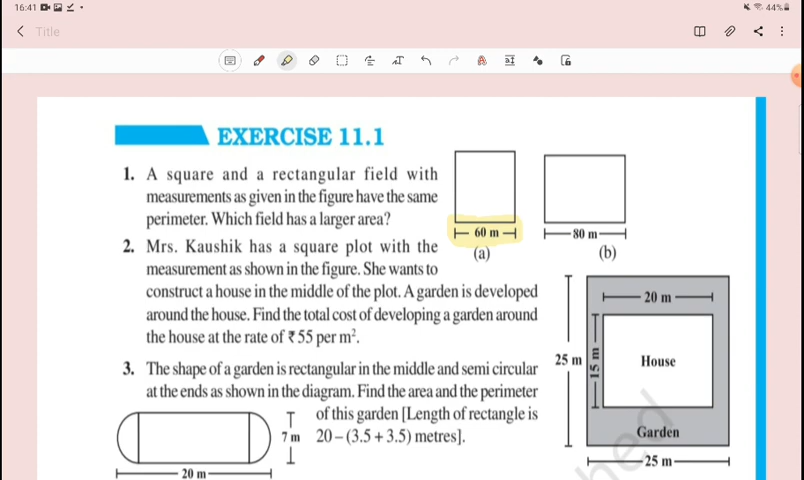 16:41
44%
Title
EXERCISE 11.1
1. A square and a rectangular field with
measurements as given in the figure have the same
perimeter. Which field has a larger area?
60 m
(a)
80 m
(b)
2. Mrs. Kaushik has a square plot with the
measurement as shown in the figure. She wants to
construct a house in the middle of the plot. A garden is developed
around the house. Find the total cost of developing a garden around
the house at the rate of ₹ 55 per m².
20 m
25 m
15 m
House
Garden
25 m
3. The shape of a garden is rectangular in the middle and semi circular
at the ends as shown in the diagram. Find the area and the perimeter
of this garden [Length of rectangle is
20 – (3.5 + 3.5) metres].
7 m
20 m